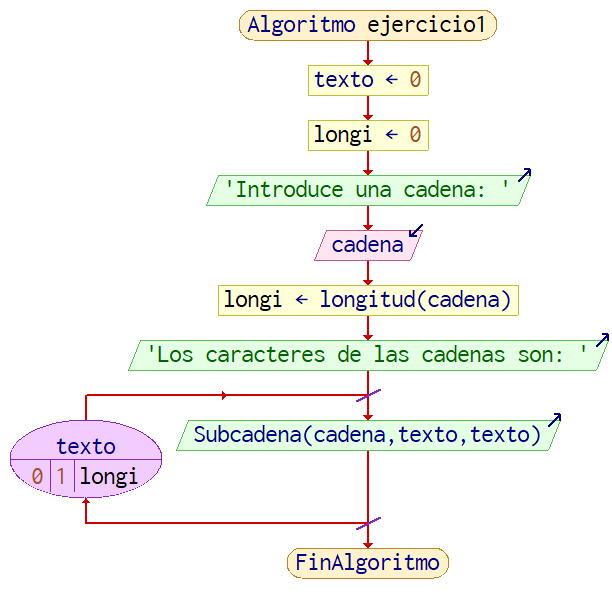 Algoritmo ejercicio1
texto ← 0
longi ← 0
'Introduce una cadena: '
cadena
longi ← longitud(cadena)
'Los caracteres de las cadenas son: '
Subcadena(cadena,texto,texto)
texto
0 1 longi
FinAlgoritmo